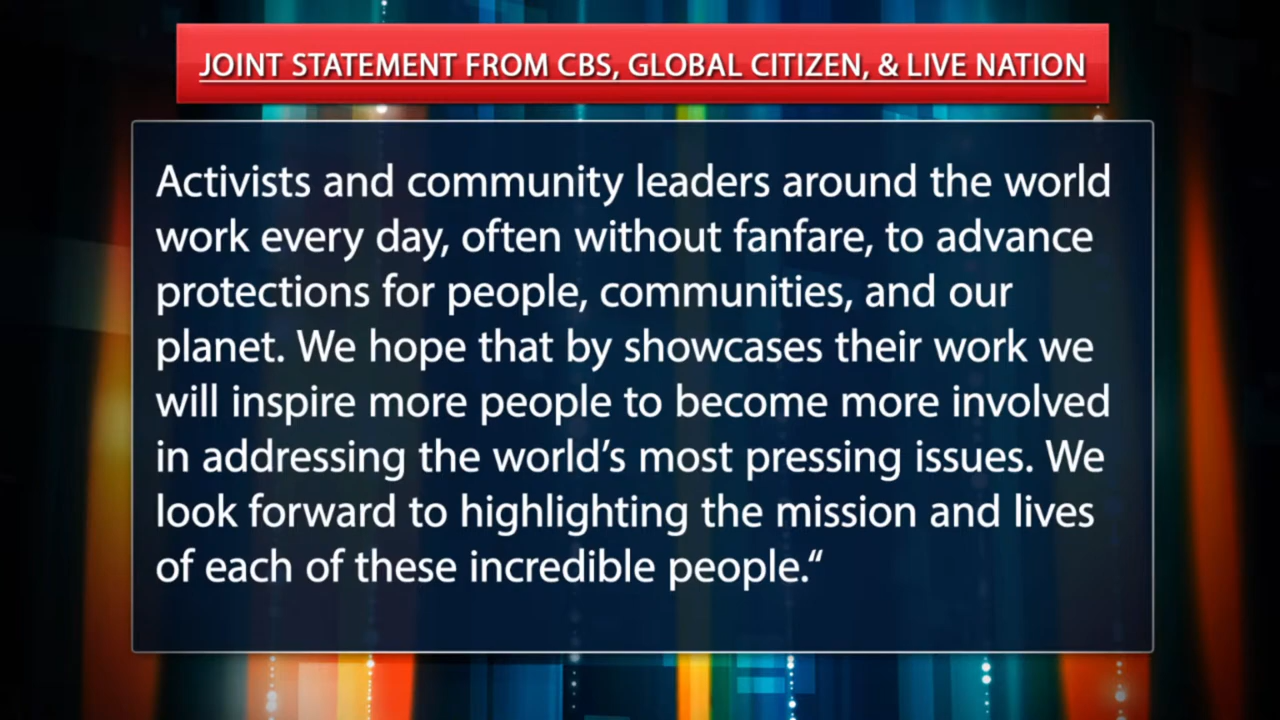 JOINT STATEMENT FROM CBS, GLOBAL CITIZEN, & LIVE NATION
Activists and community leaders around the world
work every day, often without fanfare, to advance
protections for people, communities, and our
planet. We hope that by showcases their work we
will inspire more people to become more involved
in addressing the world’s most pressing issues. We
look forward to highlighting the mission and lives
of each of these incredible people.“